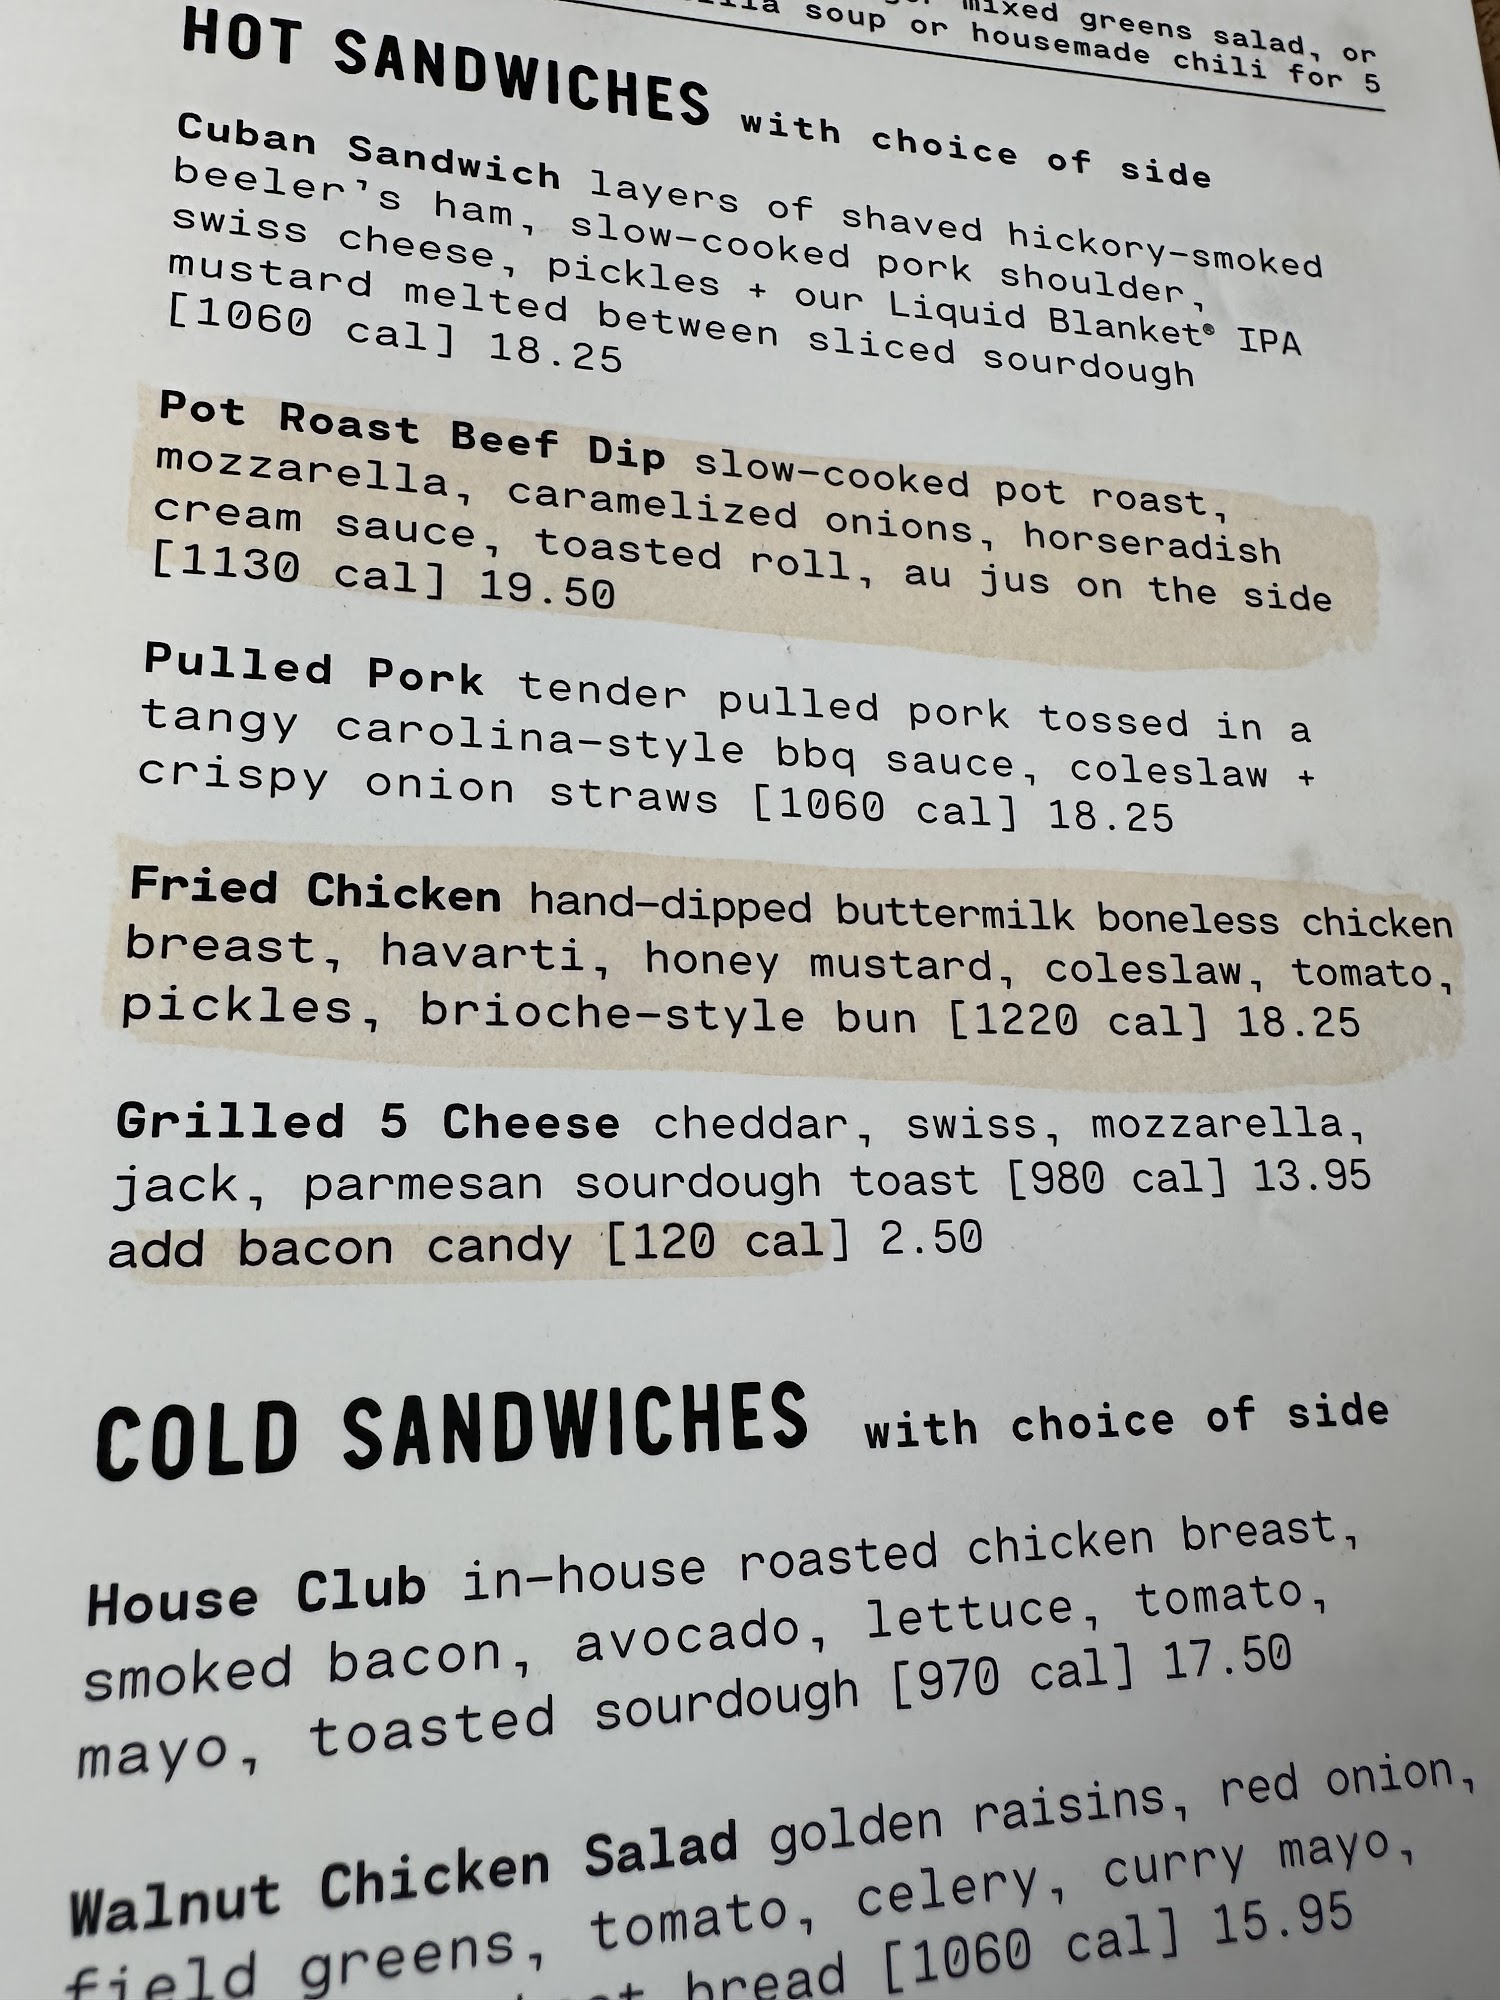 mixed greens salad, or
soup or housemade chili for 5
HOT SANDWICHES with choice of side
Cuban Sandwich layers of shaved hickory-smoked
beeler's ham, slow-cooked pork shoulder,
swiss cheese, pickles + our Liquid Blanket® IPA
mustard melted between sliced sourdough
[1060 cal] 18.25
Pot Roast Beef Dip slow-cooked pot roast,
mozzarella, caramelized onions, horseradish
cream sauce, toasted roll, au jus on the side
[1130 cal] 19.50
Pulled Pork tender pulled pork tossed in a
tangy carolina-style bbq sauce, coleslaw +
crispy onion straws [1060 cal] 18.25
Fried Chicken hand-dipped buttermilk boneless chicken
breast, havarti, honey mustard, coleslaw, tomato,
pickles, brioche-style bun [1220 cal] 18.25
Grilled 5 Cheese cheddar, swiss, mozzarella,
jack, parmesan sourdough toast [980 cal] 13.95
add bacon candy [120 cal] 2.50
COLD SANDWICHES with choice of side
House Club in-house roasted chicken breast,
smoked bacon, avocado, lettuce, tomato,
mayo, toasted sourdough [970 cal] 17.50
Walnut Chicken Salad golden raisins, red onion,
field greens, tomato, celery, curry mayo,
bread [1060 cal] 15.95